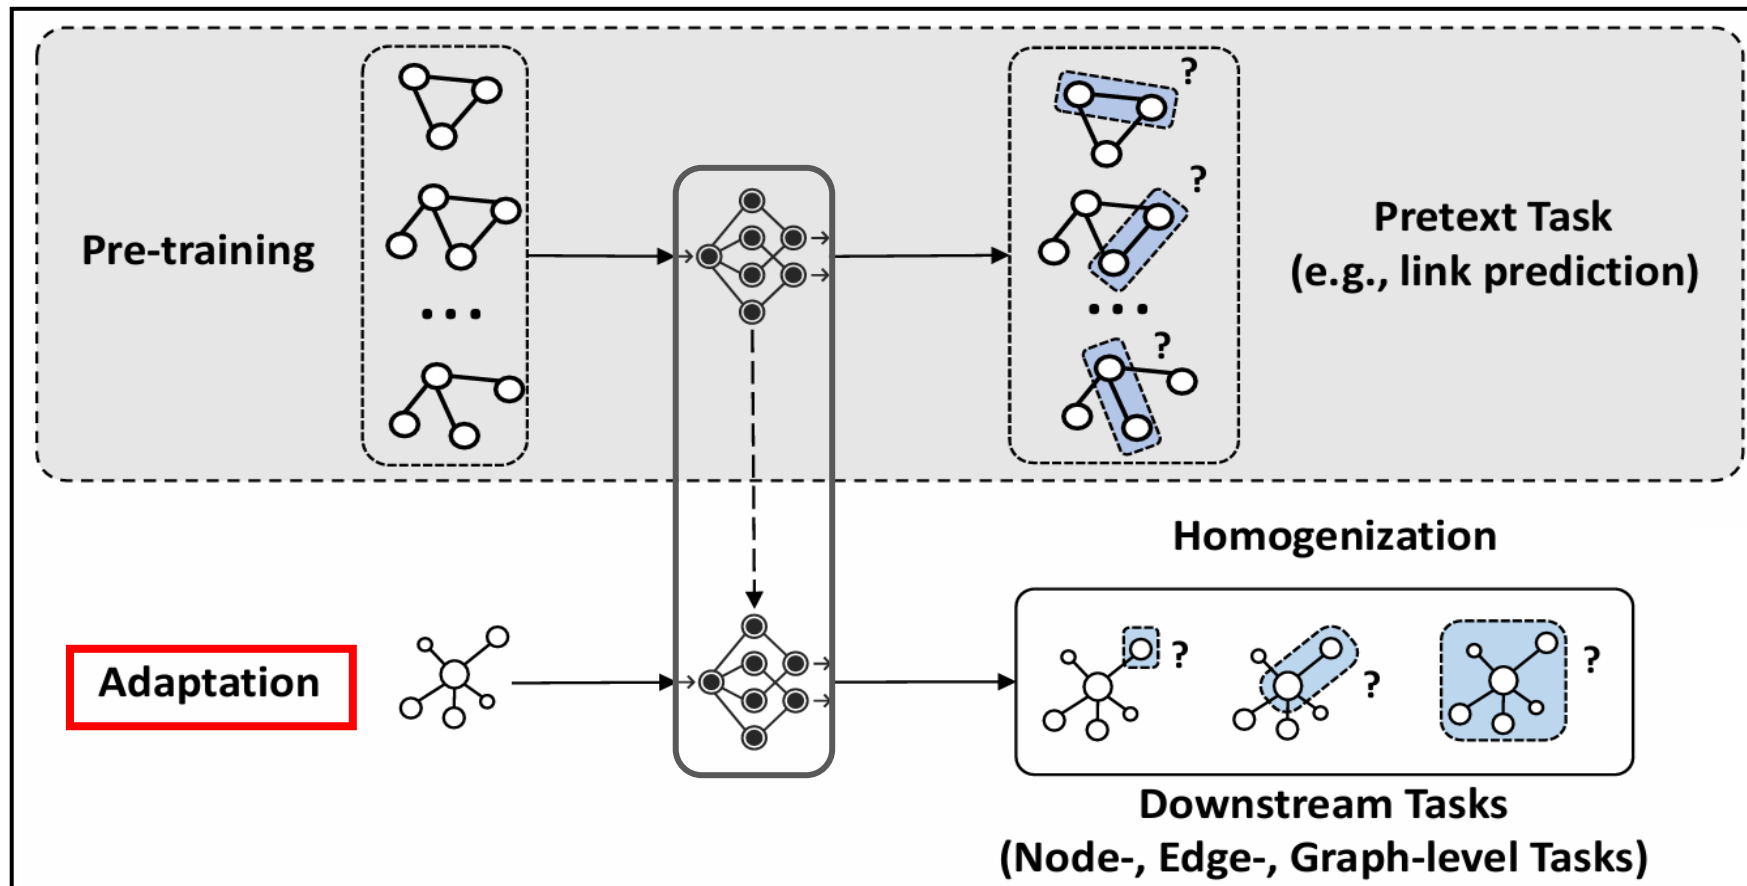 ?
?
Pre-training
Pretext Task
(e.g., link prediction)
...
...
?
Homogenization
Adaptation
?
?
?
Downstream Tasks
(Node-, Edge-, Graph-level Tasks)